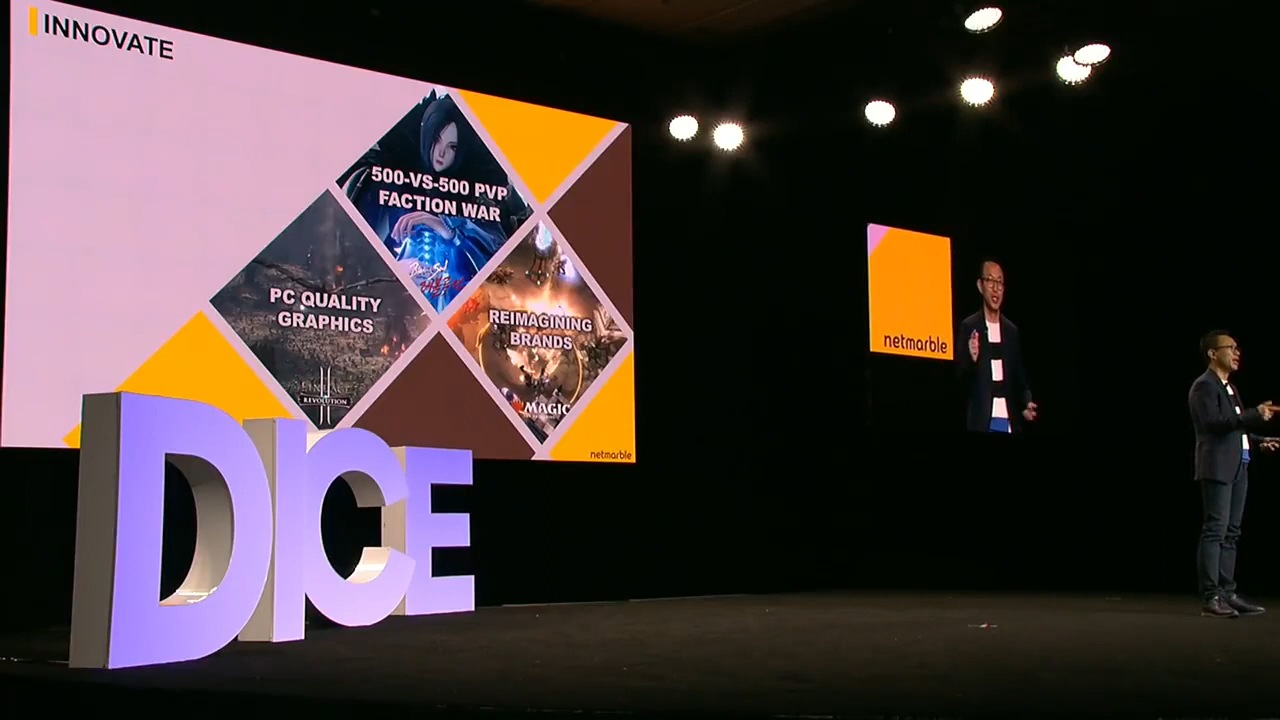 INNOVATE
500-VS-500 PVP
FACTION WAR
PC QUALITY
GRAPHICS
REIMAGINING
BRANDS
REVOLUTION
MAGIC
netmarble
netmarble
DICE